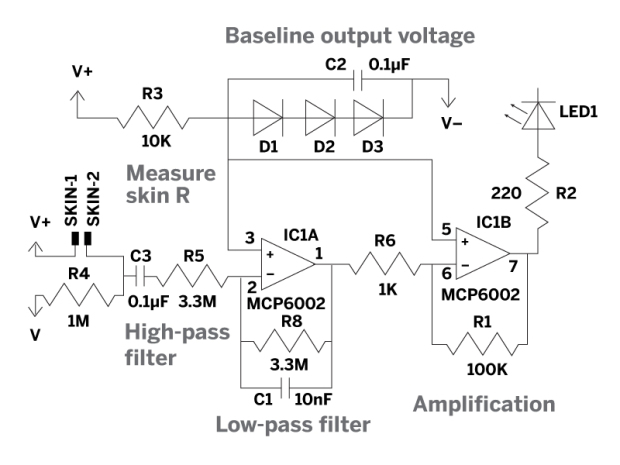 Baseline output voltage
C2 0.1µF
V+
R3
10K
D1 D2 D3
V–
LED1
220 R2
Measure
skin R
SKIN-1
SKIN-2
V+
R4
1M
V
C3
0.1µF
R5
3.3M
High-pass
filter
3
+
IC1A
1
2
–
MCP6002
R8
3.3M
C1 10nF
Low-pass filter
R6
1K
5
+
IC1B
7
6
–
MCP6002
R1
100K
Amplification